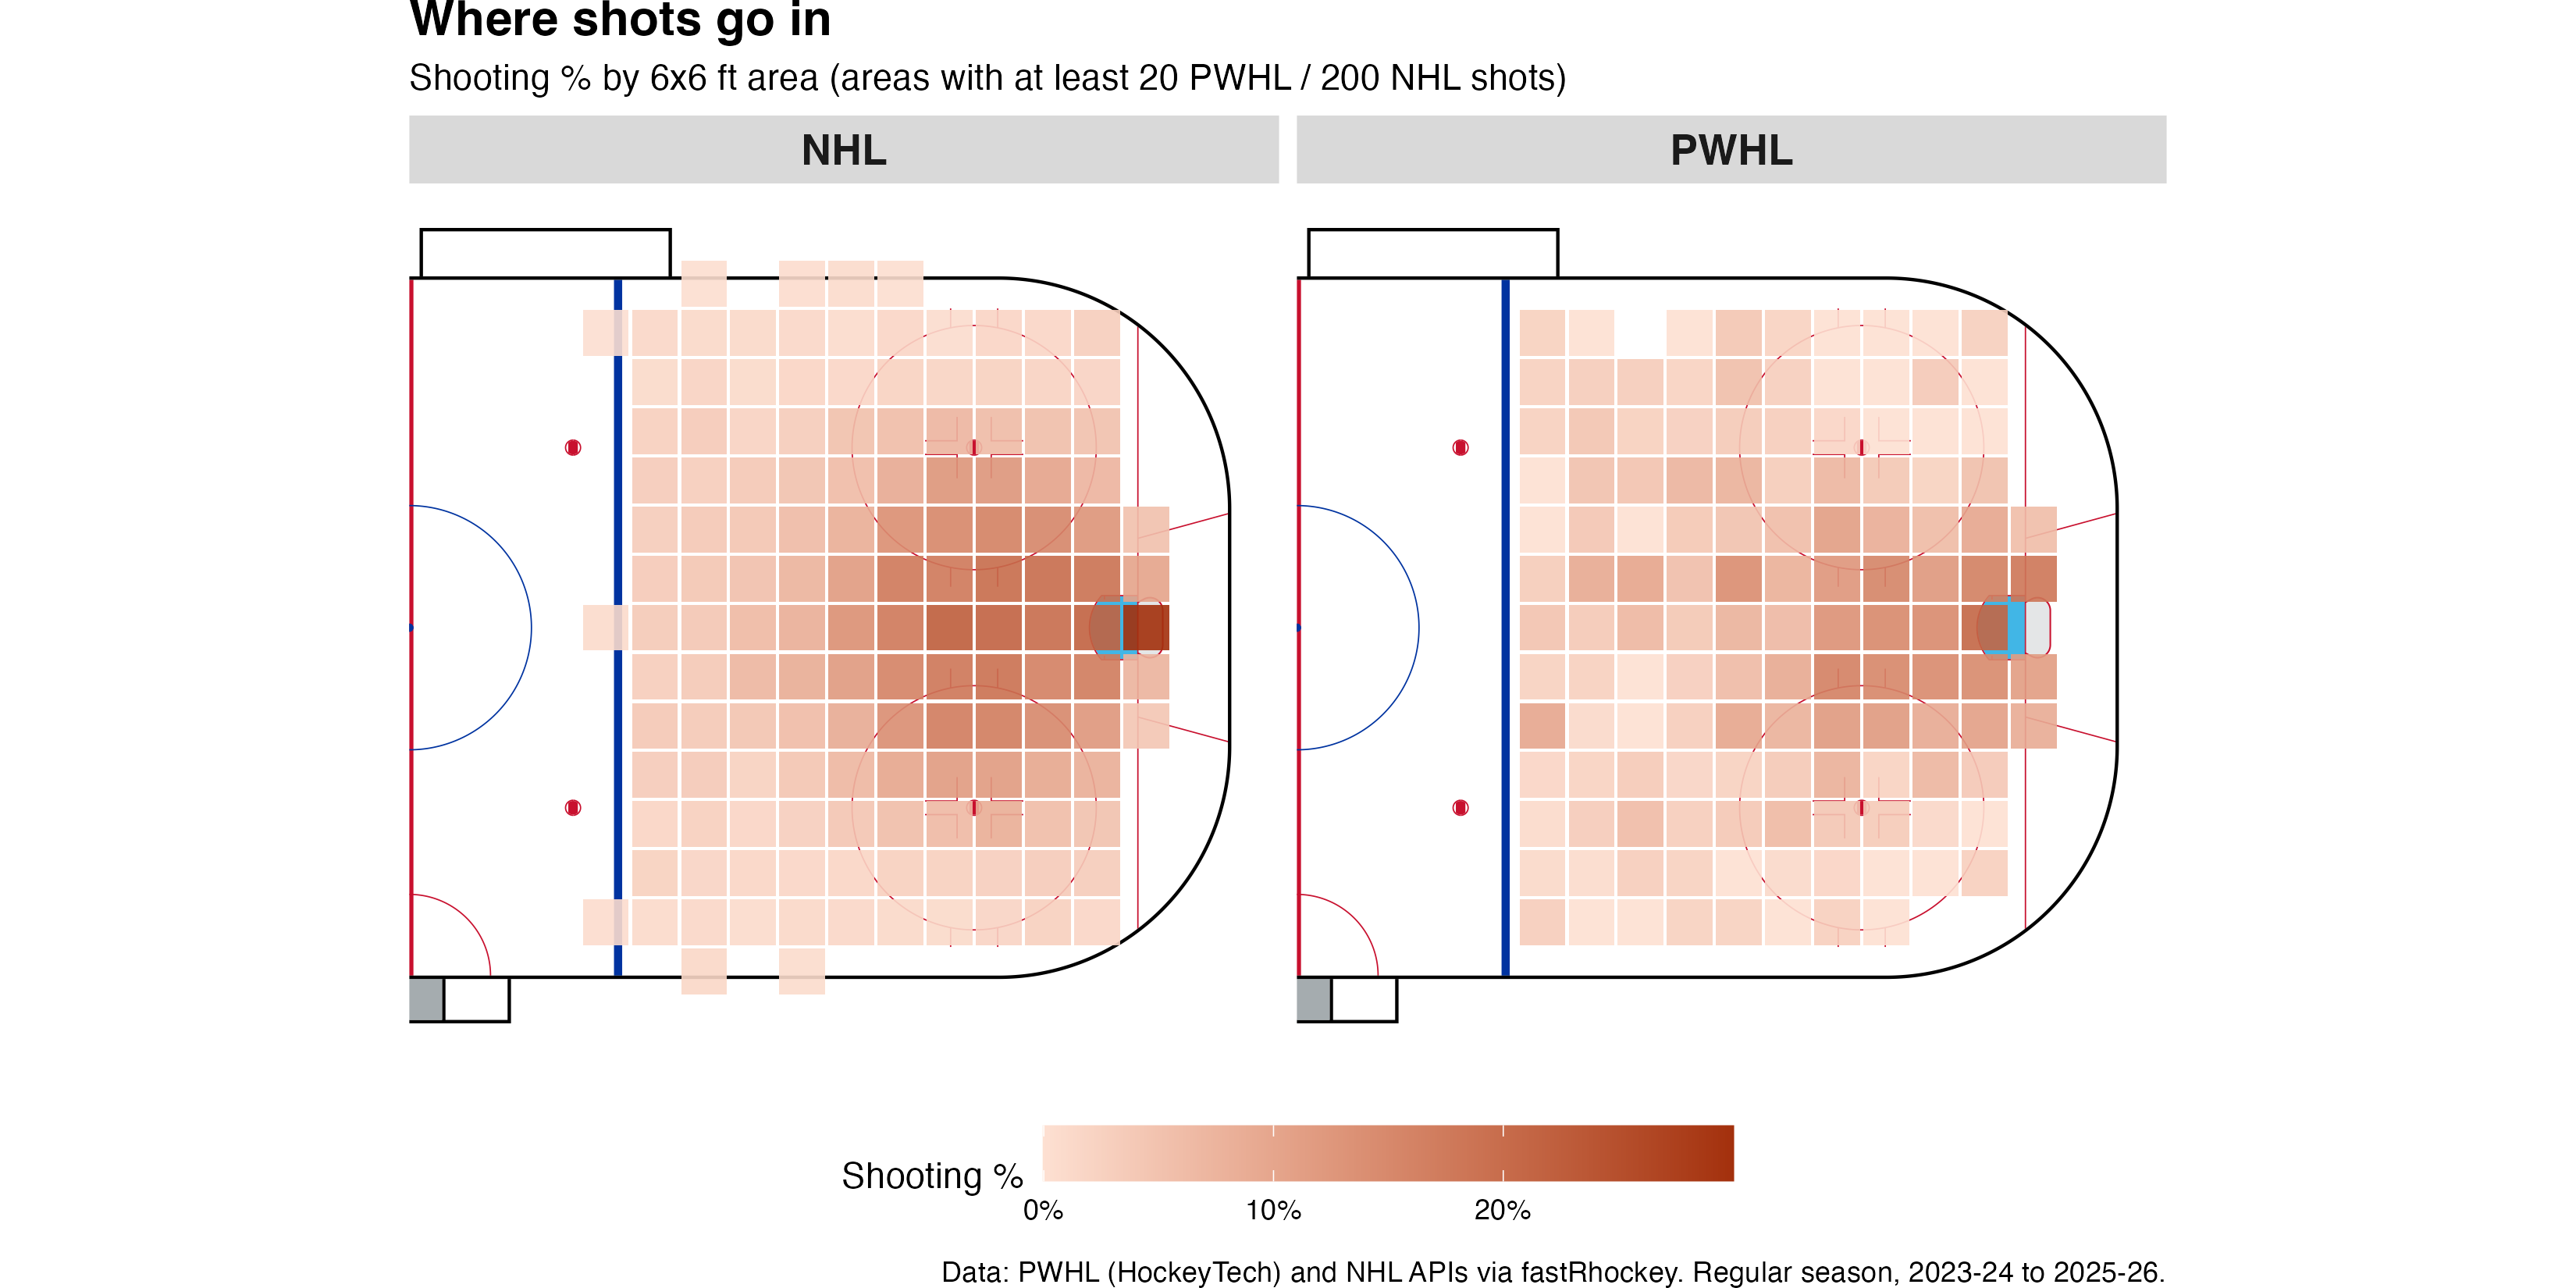 Where shots go in
Shooting % by 6x6 ft area (areas with at least 20 PWHL / 200 NHL shots)
NHL
PWHL
Shooting %
0%
10%
20%
Data: PWHL (HockeyTech) and NHL APIs via fastRhockey. Regular season, 2023-24 to 2025-26.